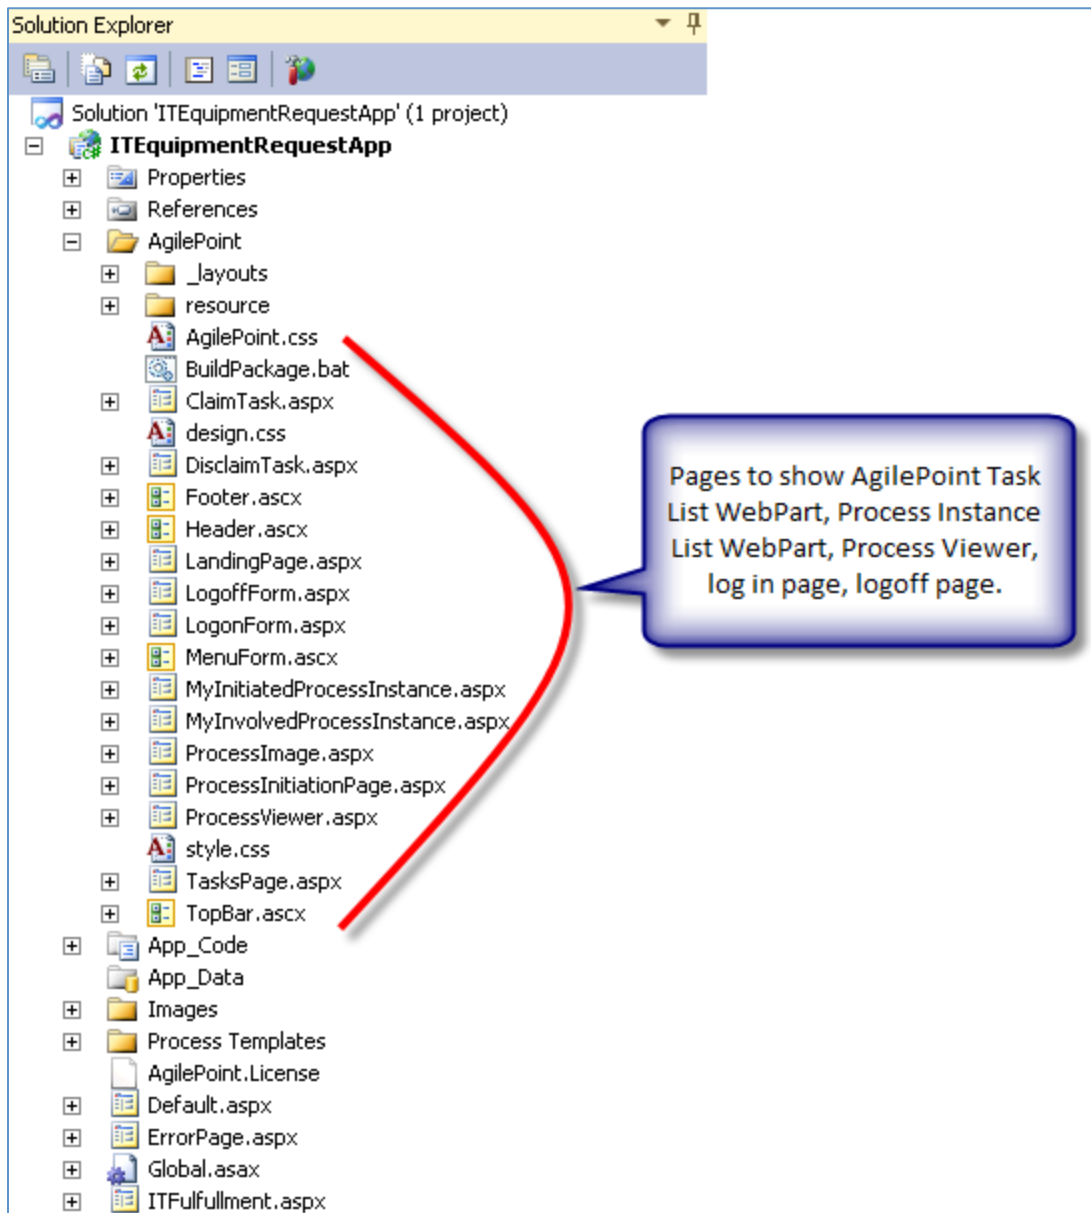 Solution Explorer
Solution 'ITEquipmentRequestApp' (1 project)
ITEquipmentRequestApp
Properties
References
AgilePoint
_layouts
resource
AgilePoint.css
BuildPackage.bat
ClaimTask.aspx
design.css
DisclaimTask.aspx
Footer.ascx
Header.ascx
LandingPage.aspx
LogoffForm.aspx
LogonForm.aspx
MenuForm.ascx
MyInitiatedProcessInstance.aspx
MyInvolvedProcessInstance.aspx
ProcessImage.aspx
ProcessInitiationPage.aspx
ProcessViewer.aspx
style.css
TasksPage.aspx
TopBar.ascx
App_Code
App_Data
Images
Process Templates
AgilePoint.License
Default.aspx
ErrorPage.aspx
Global.asax
ITFulfullment.aspx
Pages to show AgilePoint Task
List WebPart, Process Instance
List WebPart, Process Viewer,
log in page, logoff page.